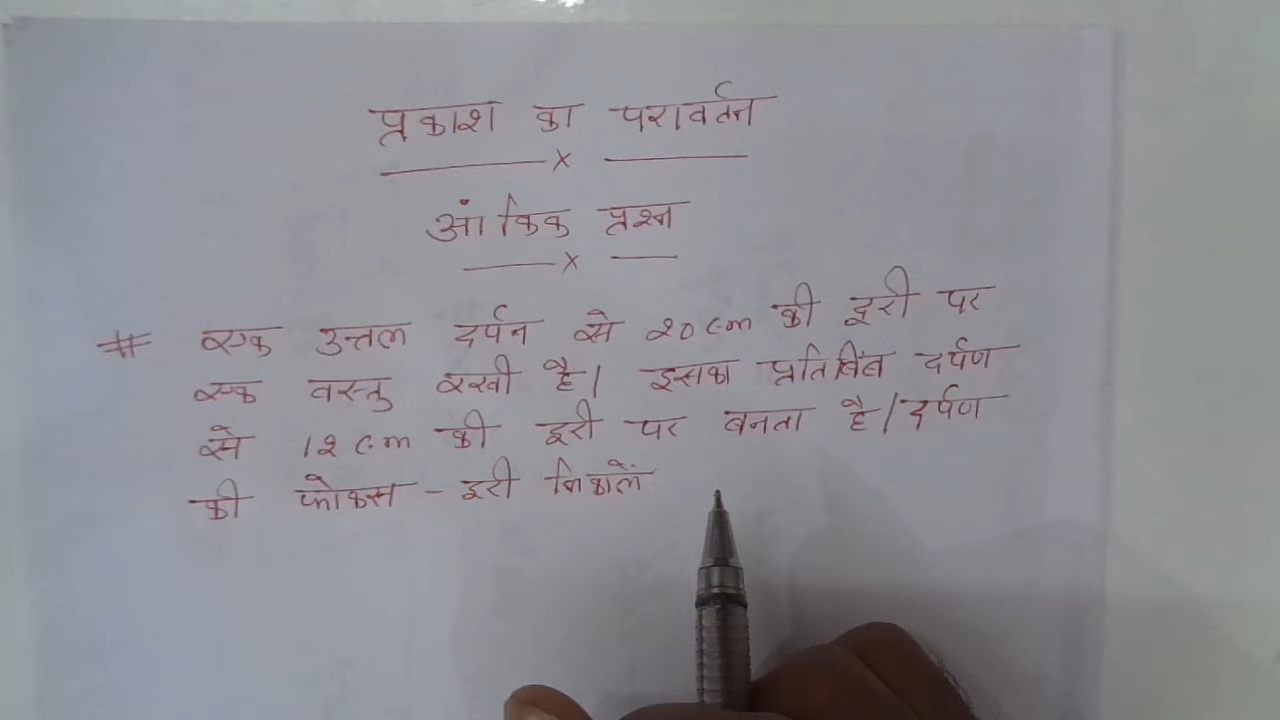 प्रकाश का परावर्तन
आंकिक प्रश्न
# एक उत्तल दर्पन से 20 cm की दूरी पर
एक वस्तु रखी है। इसका प्रतिबिंब दर्पण
से 12 cm की दूरी पर बनता है। दर्पण
की फोकस - दूरी निकालें